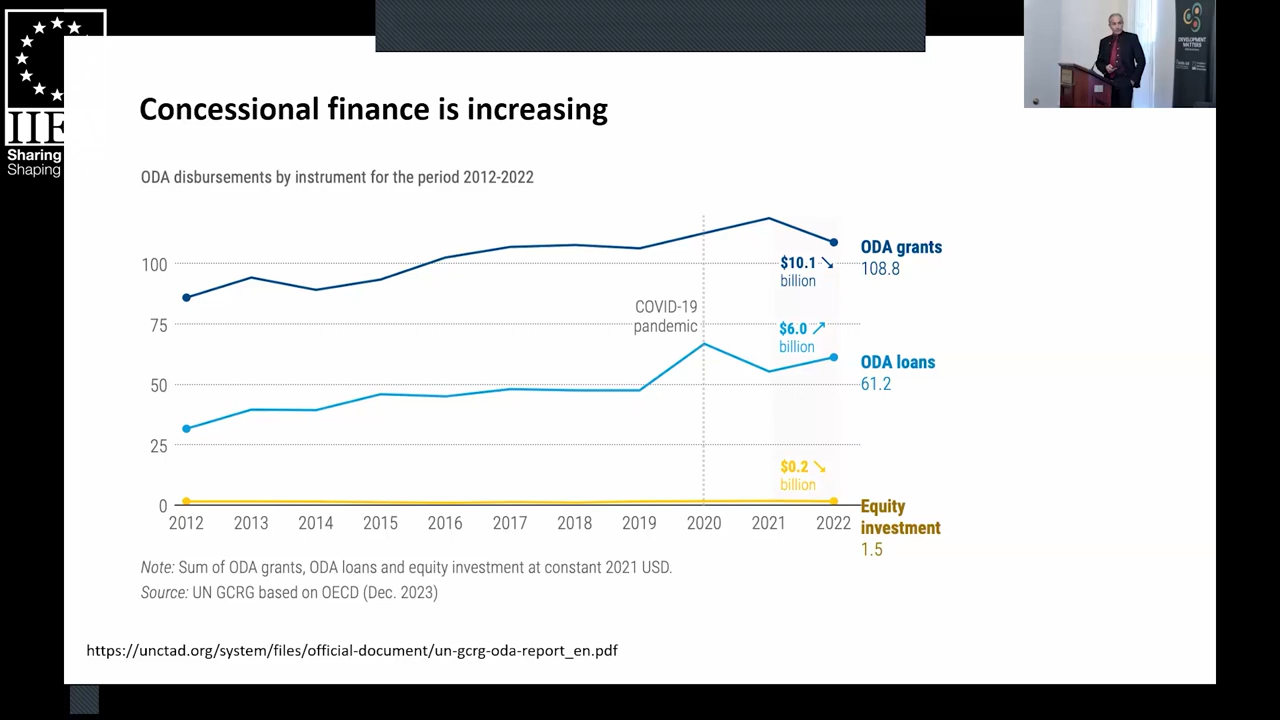 IIE
Sharing
Shaping
DEVELOPMENT
MATTERS
Concessional finance is increasing
ODA disbursements by instrument for the period 2012-2022
100
75
50
25
0
COVID-19
pandemic
$10.1 ↘
billion
ODA grants
108.8
$6.0 ↗
billion
ODA loans
61.2
$0.2 ↘
billion
Equity
investment
1.5
2012 2013 2014 2015 2016 2017 2018 2019 2020 2021 2022
Note: Sum of ODA grants, ODA loans and equity investment at constant 2021 USD.
Source: UN GCRG based on OECD (Dec. 2023)
https://unctad.org/system/files/official-document/un-gcrg-oda-report_en.pdf